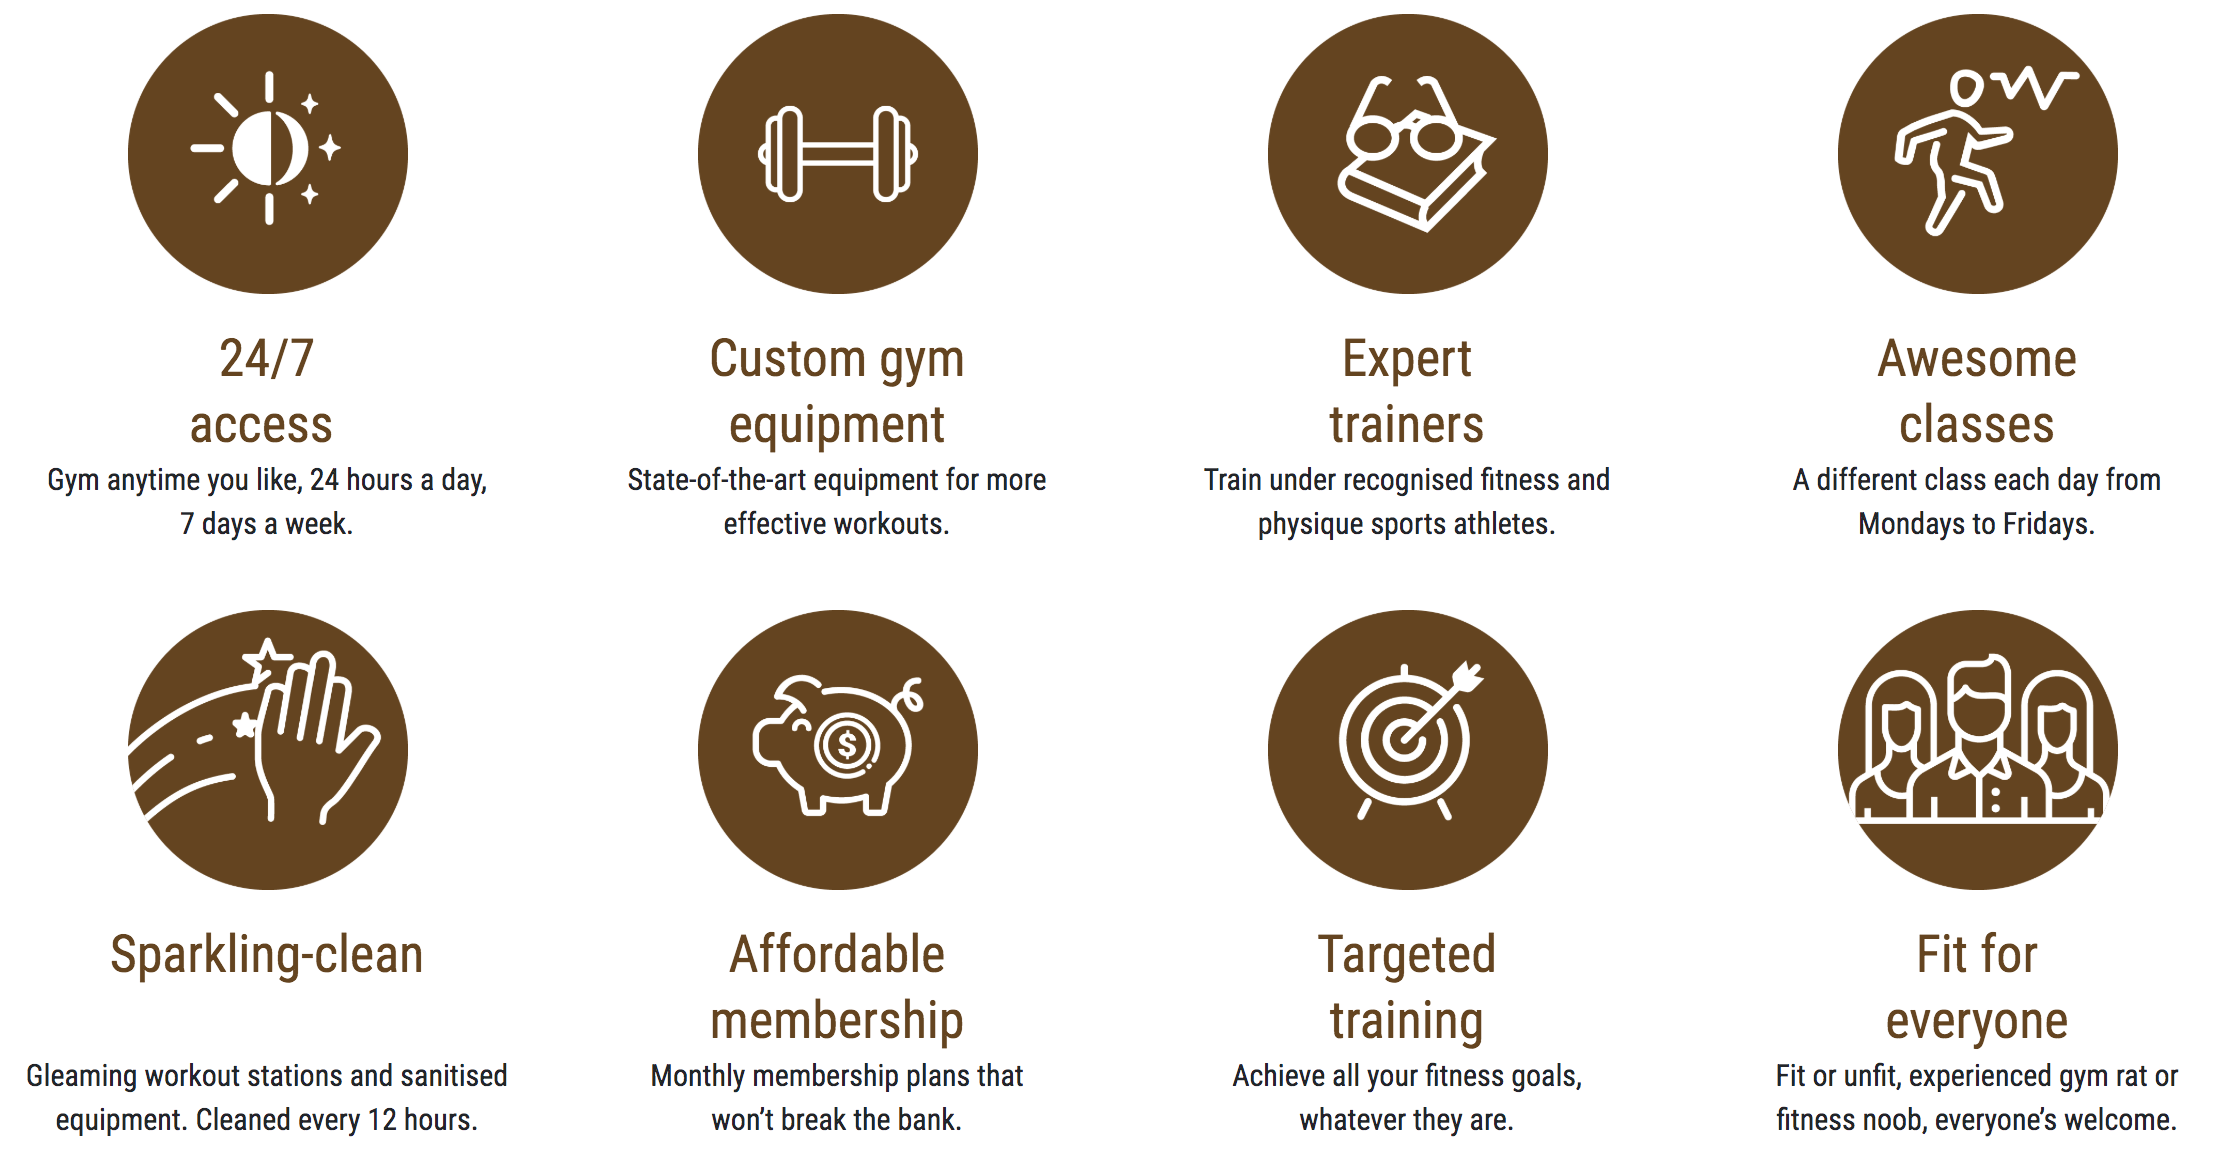 24/7
access
Gym anytime you like, 24 hours a day,
7 days a week.
Custom gym
equipment
State-of-the-art equipment for more
effective workouts.
Expert
trainers
Train under recognised fitness and
physique sports athletes.
Awesome
classes
A different class each day from
Mondays to Fridays.
Sparkling-clean
Gleaming workout stations and sanitised
equipment. Cleaned every 12 hours.
$
Affordable
membership
Monthly membership plans that
won’t break the bank.
Targeted
training
Achieve all your fitness goals,
whatever they are.
Fit for
everyone
Fit or unfit, experienced gym rat or
fitness noob, everyone’s welcome.